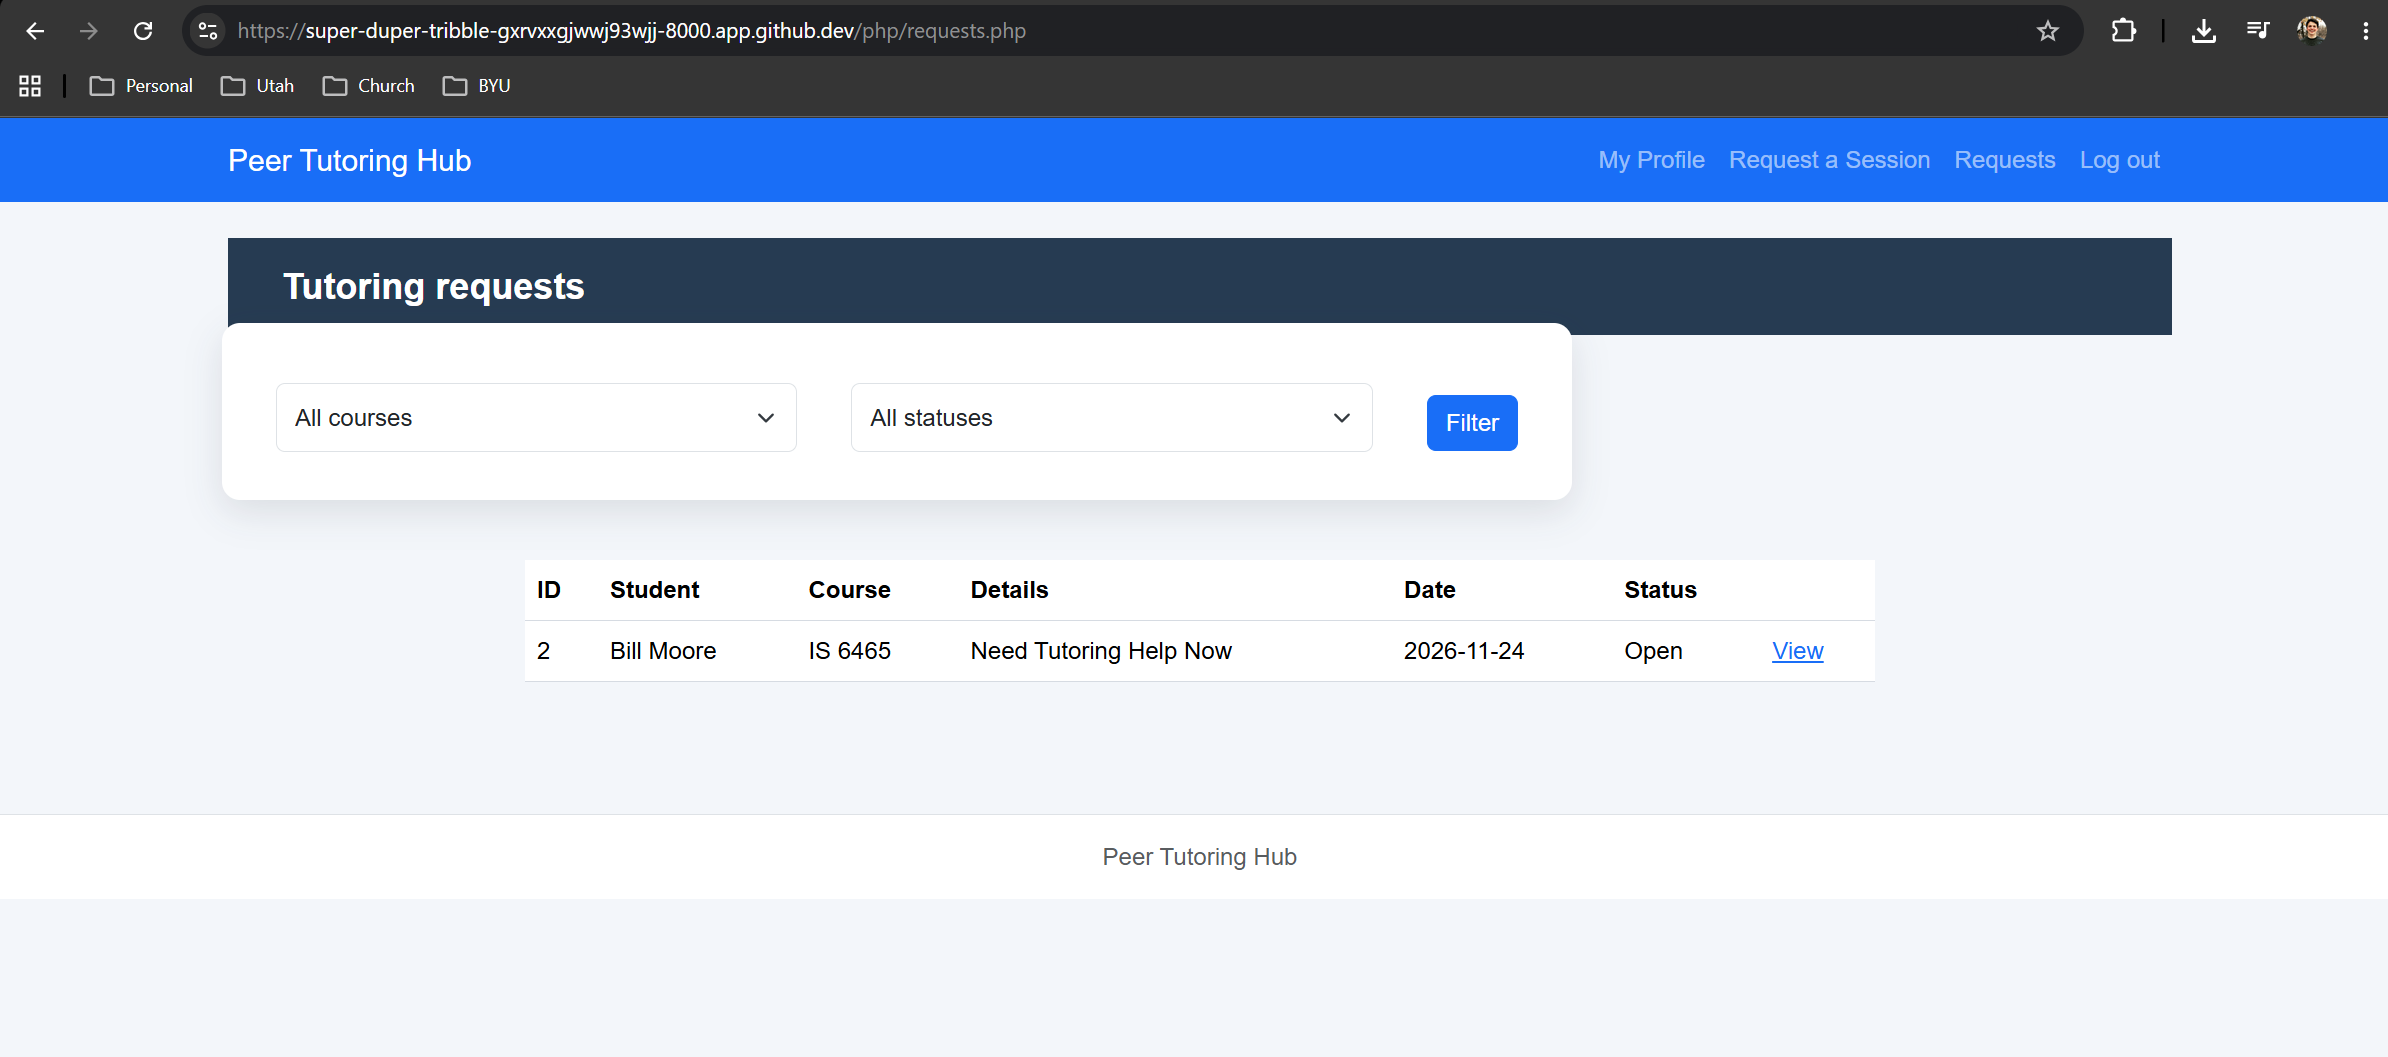 https://super-duper-tribble-gxrvxxgjwwj93wjj-8000.app.github.dev/php/requests.php
Personal Utah Church BYU
Peer Tutoring Hub My Profile Request a Session Requests Log out
Tutoring requests
All courses All statuses Filter
ID Student Course Details Date Status
2 Bill Moore IS 6465 Need Tutoring Help Now 2026-11-24 Open View
Peer Tutoring Hub